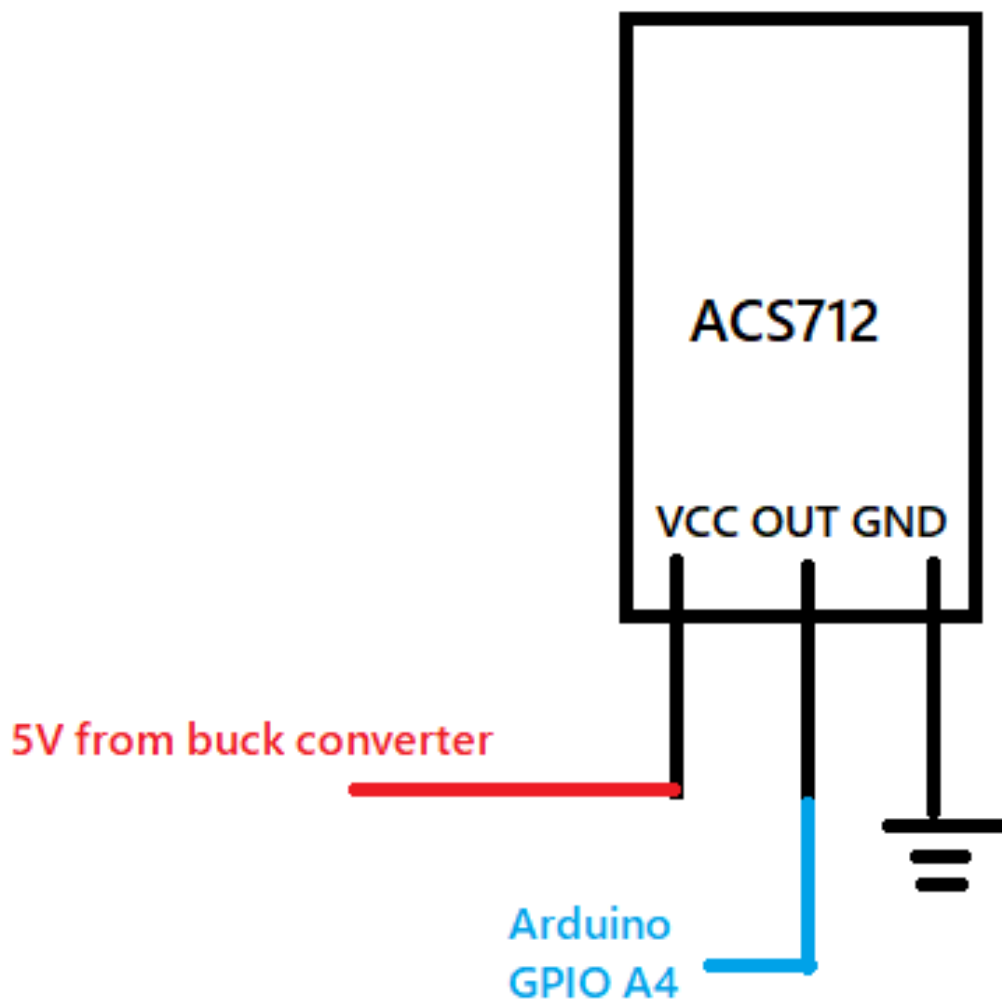 ACS712
VCC OUT GND
5V from buck converter
Arduino
GPIO A4